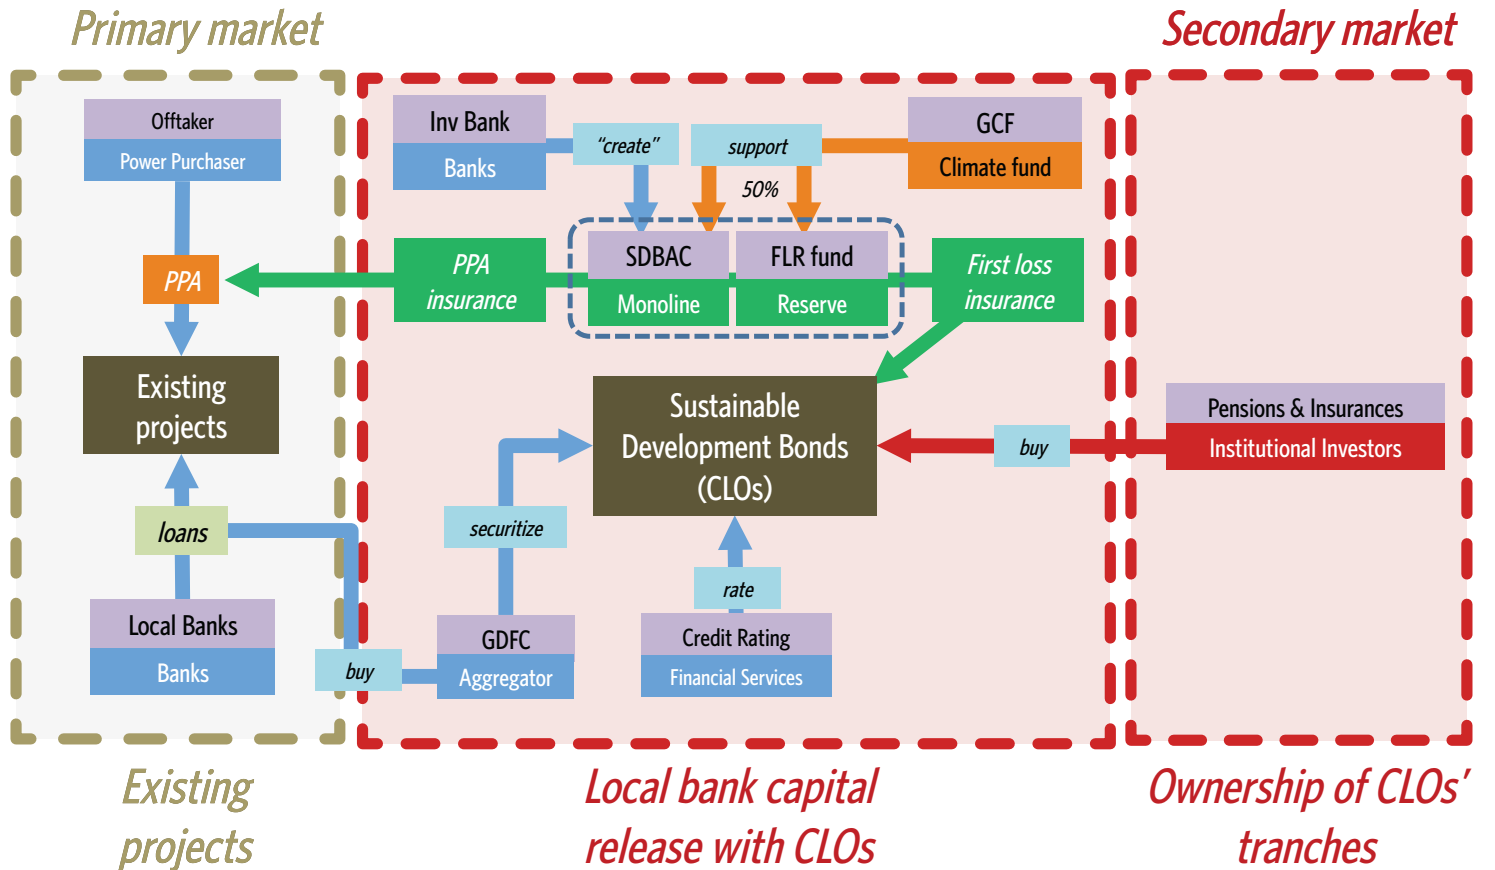 Primary market
Secondary market
Offtaker
Power Purchaser
PPA
Existing
projects
loans
Local Banks
Banks
Inv Bank
Banks
“create”
support
50%
GCF
Climate fund
PPA
insurance
SDBAC
Monoline
FLR fund
Reserve
First loss
insurance
Sustainable
Development Bonds
(CLOs)
securitize
rate
buy
GDFC
Aggregator
Credit Rating
Financial Services
buy
Pensions & Insurances
Institutional Investors
Existing
projects
Local bank capital
release with CLOs
Ownership of CLOs’
tranches